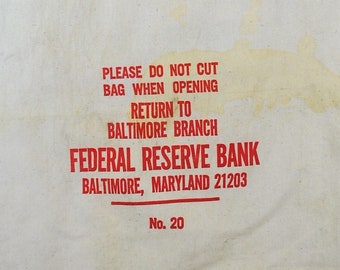 PLEASE DO NOT CUT
BAG WHEN OPENING
RETURN TO
BALTIMORE BRANCH
FEDERAL RESERVE BANK
BALTIMORE, MARYLAND 21203
No. 20